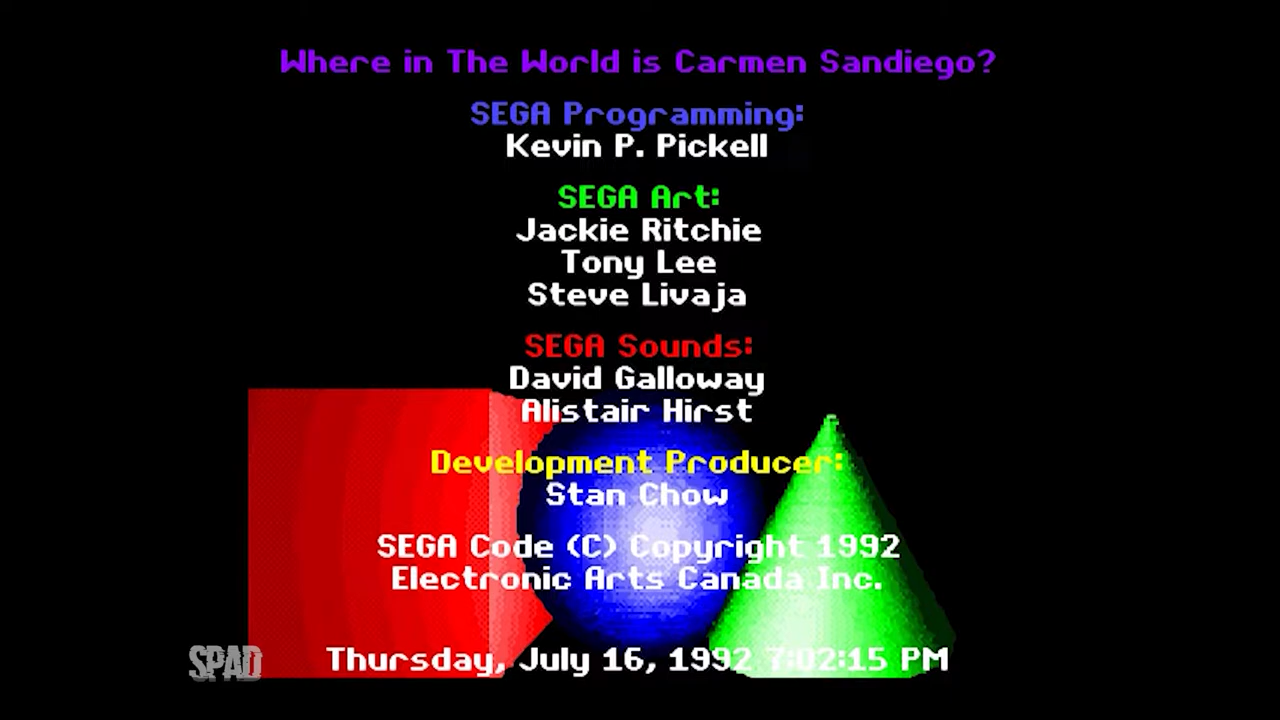 Where in The World is Carmen Sandiego?
SEGA Programming:
Kevin P. Pickell
SEGA Art:
Jackie Ritchie
Tony Lee
Steve Livaja
SEGA Sounds:
David Galloway
Alistair Hirst
Development Producer:
Stan Chow
SEGA Code (C) Copyright 1992
Electronic Arts Canada Inc.
Thursday, July 16, 1992 7:02:15 PM
SPAD